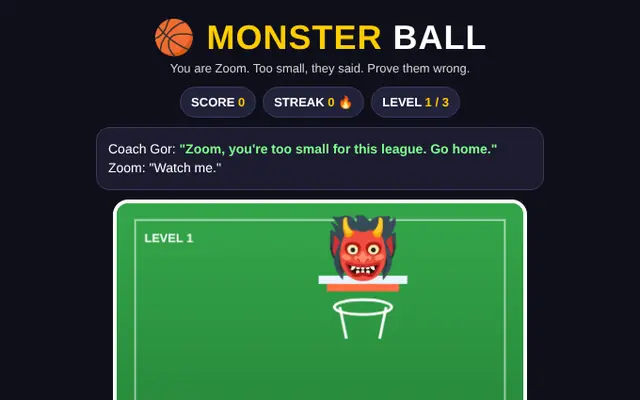 MONSTER BALL
You are Zoom. Too small, they said. Prove them wrong.
SCORE 0
STREAK 0 🔥
LEVEL 1 / 3
Coach Gor: "Zoom, you're too small for this league. Go home."
Zoom: "Watch me."
LEVEL 1